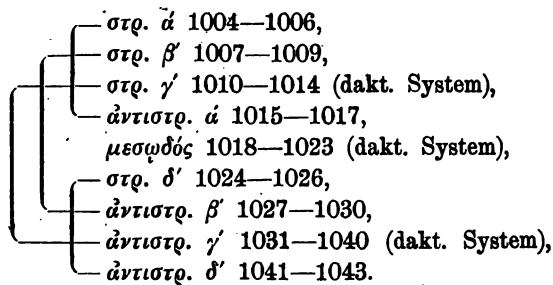 στρ. ά 1004—1006,
στρ. β′ 1007—1009,
στρ. γ′ 1010—1014 (dakt. System),
ἀντιστρ. ά 1015—1017,
μεσῳδός 1018—1023 (dakt. System),
στρ. δ′ 1024—1026,
ἀντιστρ. β′ 1027—1030,
ἀντιστρ. γ′ 1031—1040 (dakt. System),
ἀντιστρ. δ′ 1041—1043.